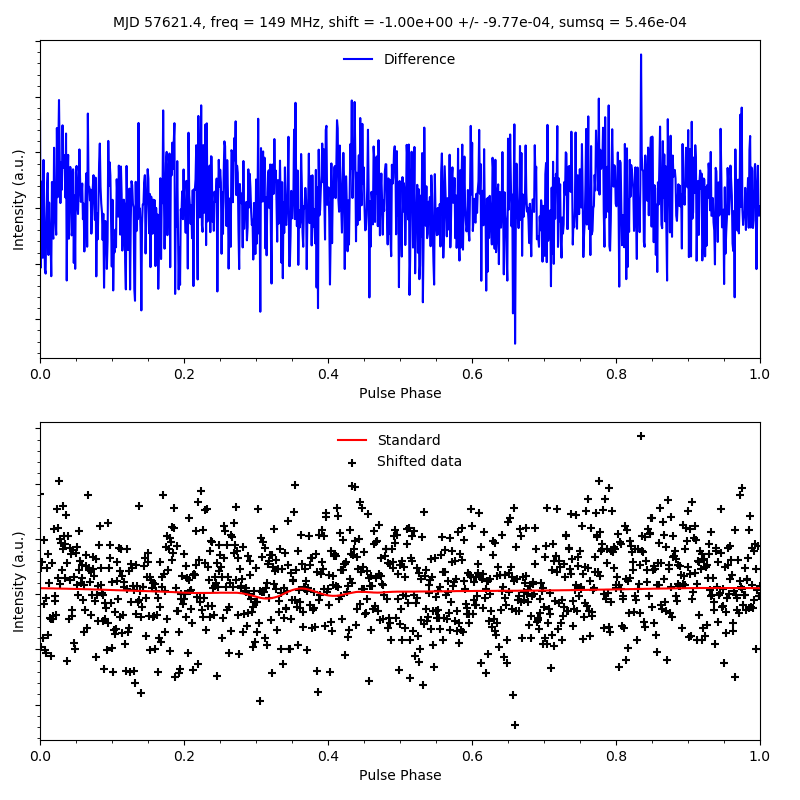 MJD 57621.4, freq = 149 MHz, shift = -1.00e+00 +/- -9.77e-04, sumsq = 5.46e-04
Difference
Intensity (a.u.)
0.0 0.2 0.4 0.6 0.8 1.0
Pulse Phase
Standard
Shifted data
Intensity (a.u.)
0.0 0.2 0.4 0.6 0.8 1.0
Pulse Phase